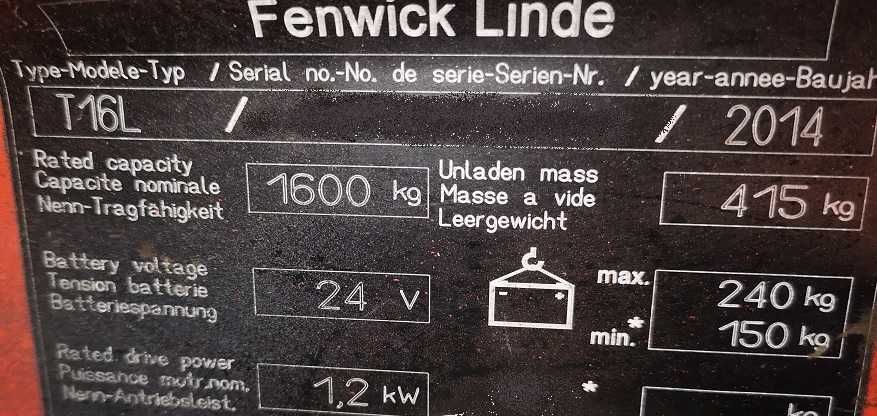 Fenwick Linde
Type-Modele-Typ / Serial no.-No. de serie-Serien-Nr. / year-annee-Baujah
T16L / / 2014
Rated capacity
Capacite nominale
Nenn-Tragfähigkeit
1600 kg
Unladen mass
Masse a vide
Leergewicht
415 kg
Battery voltage
Tension batterie
Batteriespannung
24 V
- +
max. 240 kg
min. * 150 kg
Rated drive power
Puissance motr.nom.
Nenn-Antriebsleist.
1,2 kW
*
kg